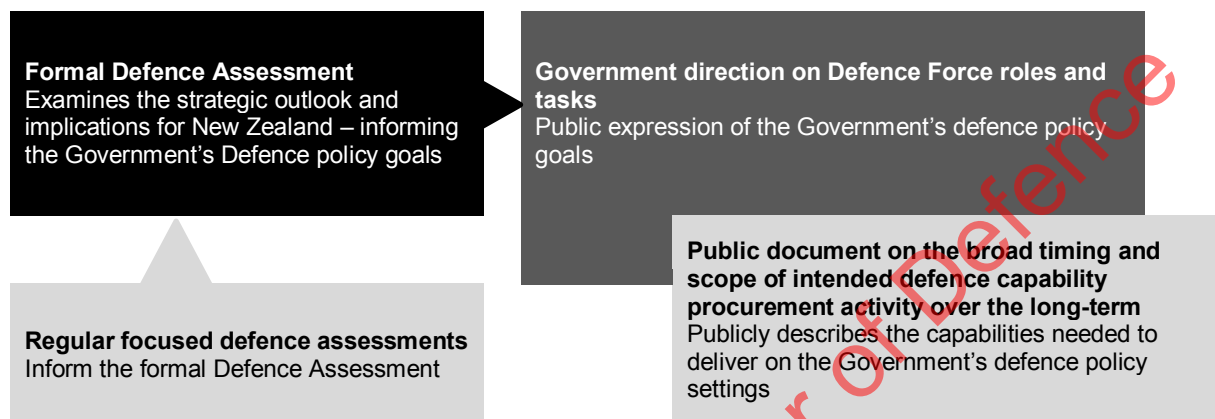 Formal Defence Assessment
Examines the strategic outlook and
implications for New Zealand – informing
the Government's Defence policy goals
Government direction on Defence Force roles and
tasks
Public expression of the Government's defence policy
goals
Regular focused defence assessments
Inform the formal Defence Assessment
Public document on the broad timing and
scope of intended defence capability
procurement activity over the long-term
Publicly describes the capabilities needed to
deliver on the Government's defence policy
settings
of Defence